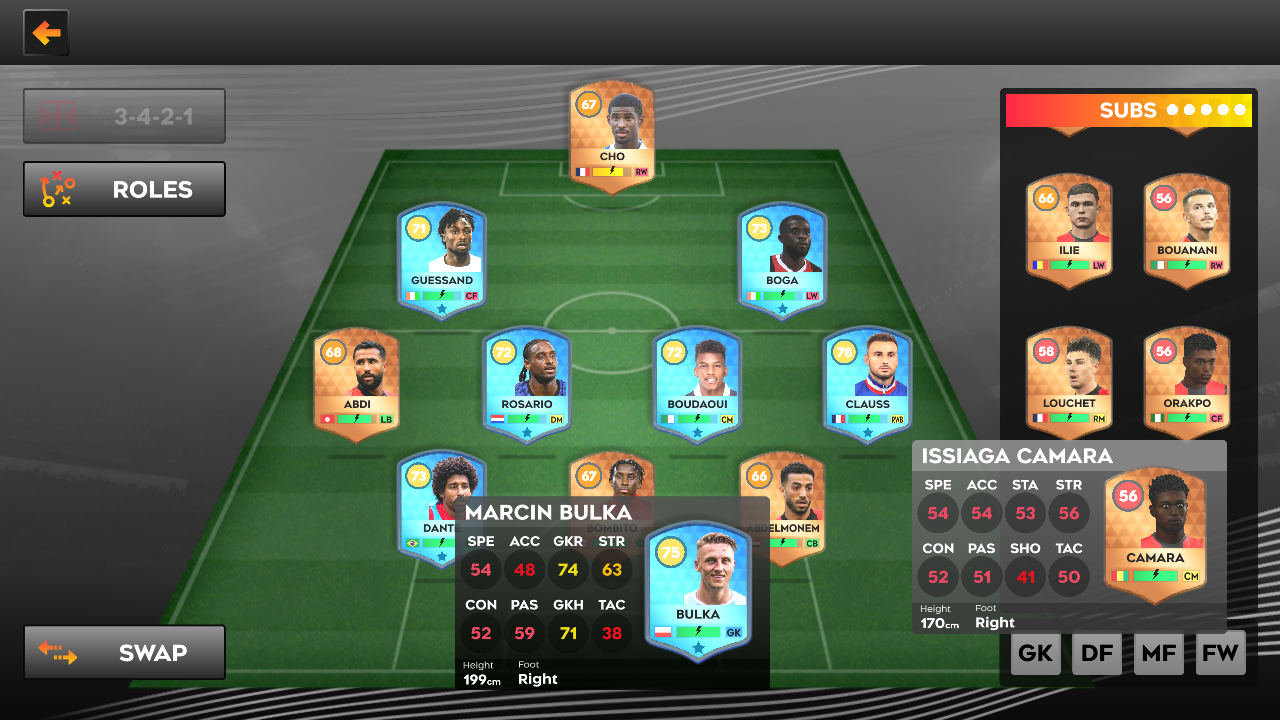 3-4-2-1
ROLES
67
CHO
RW
71
GUESSAND
CF
73
BOGA
LW
68
ABDI
LB
72
ROSARIO
DM
72
BOUDAOUI
CM
78
CLAUSS
RWB
73
DANTE
67
BOMBITO
66
ABDELMONEM
CB
MARCIN BULKA
SPE ACC GKR STR
54 48 74 63
CON PAS GKH TAC
52 59 71 38
Height Foot
199cm Right
75
BULKA
GK
SUBS
66
ILIE
LW
56
BOUANANI
RW
58
LOUCHET
RM
56
ORAKPO
CF
ISSIAGA CAMARA
SPE ACC STA STR
54 54 53 56
CON PAS SHO TAC
52 51 41 50
Height Foot
170cm Right
56
CAMARA
CM
SWAP
GK DF MF FW